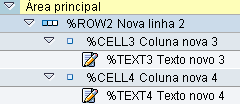 Área principal
%ROW2 Nova linha 2
%CELL3 Coluna nova 3
%TEXT3 Texto novo 3
%CELL4 Coluna nova 4
%TEXT4 Texto novo 4